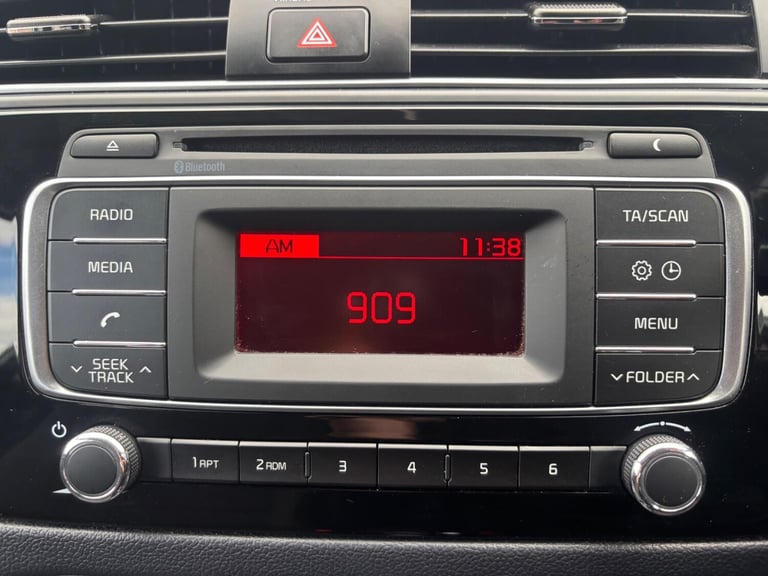 Bluetooth
RADIO
TA/SCAN
AM 11:38
MEDIA
909
MENU
SEEK
TRACK
FOLDER
1 RPT 2 RDM 3 4 5 6